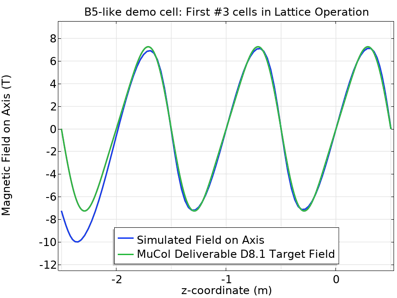 B5-like demo cell: First #3 cells in Lattice Operation
Magnetic Field on Axis (T)
8
6
4
2
0
-2
-4
-6
-8
-10
-12
Simulated Field on Axis
MuCol Deliverable D8.1 Target Field
-2
-1
0
z-coordinate (m)